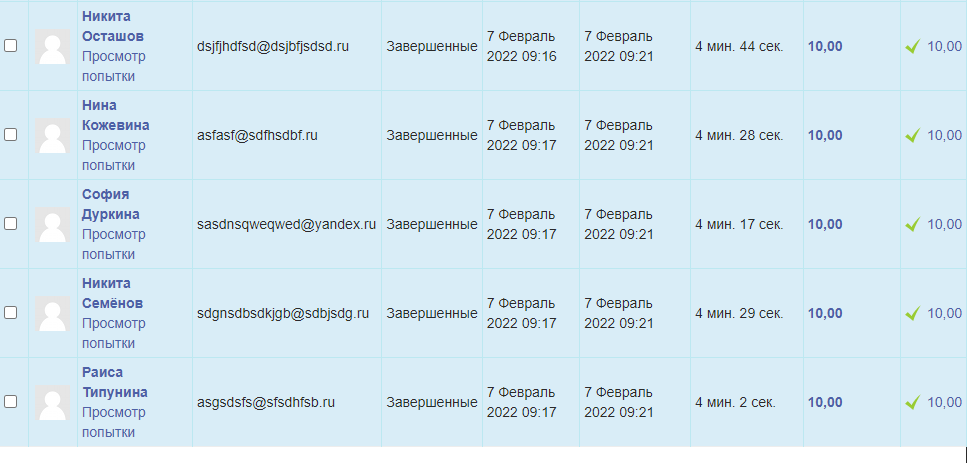 Никита
Осташов
Просмотр
попытки
dsjfjhdfsd@dsjbfjsdsd.ru
Завершенные
7 Февраль
2022 09:16
7 Февраль
2022 09:21
4 мин. 44 сек.
10,00
10,00
Нина
Кожевина
Просмотр
попытки
asfasf@sdfhsdbf.ru
Завершенные
7 Февраль
2022 09:17
7 Февраль
2022 09:21
4 мин. 28 сек.
10,00
10,00
София
Дуркина
Просмотр
попытки
sasdnsqweqwed@yandex.ru
Завершенные
7 Февраль
2022 09:17
7 Февраль
2022 09:21
4 мин. 17 сек.
10,00
10,00
Никита
Семёнов
Просмотр
попытки
sdgnsdbsdkjgb@sdbjsdg.ru
Завершенные
7 Февраль
2022 09:17
7 Февраль
2022 09:21
4 мин. 29 сек.
10,00
10,00
Раиса
Типунина
Просмотр
попытки
asgsdsfs@sfsdhfsb.ru
Завершенные
7 Февраль
2022 09:17
7 Февраль
2022 09:21
4 мин. 2 сек.
10,00
10,00